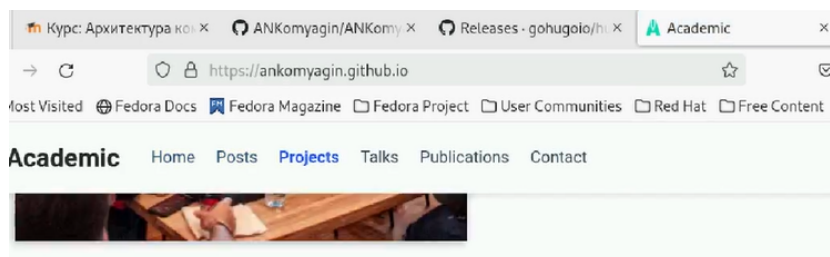 Курс: Архитектура ко
ANKomyagin/ANKomy
Releases · gohugoio/hu
Academic
https://ankomyagin.github.io
Most Visited Fedora Docs Fedora Magazine Fedora Project User Communities Red Hat Free Content
Academic Home Posts Projects Talks Publications Contact